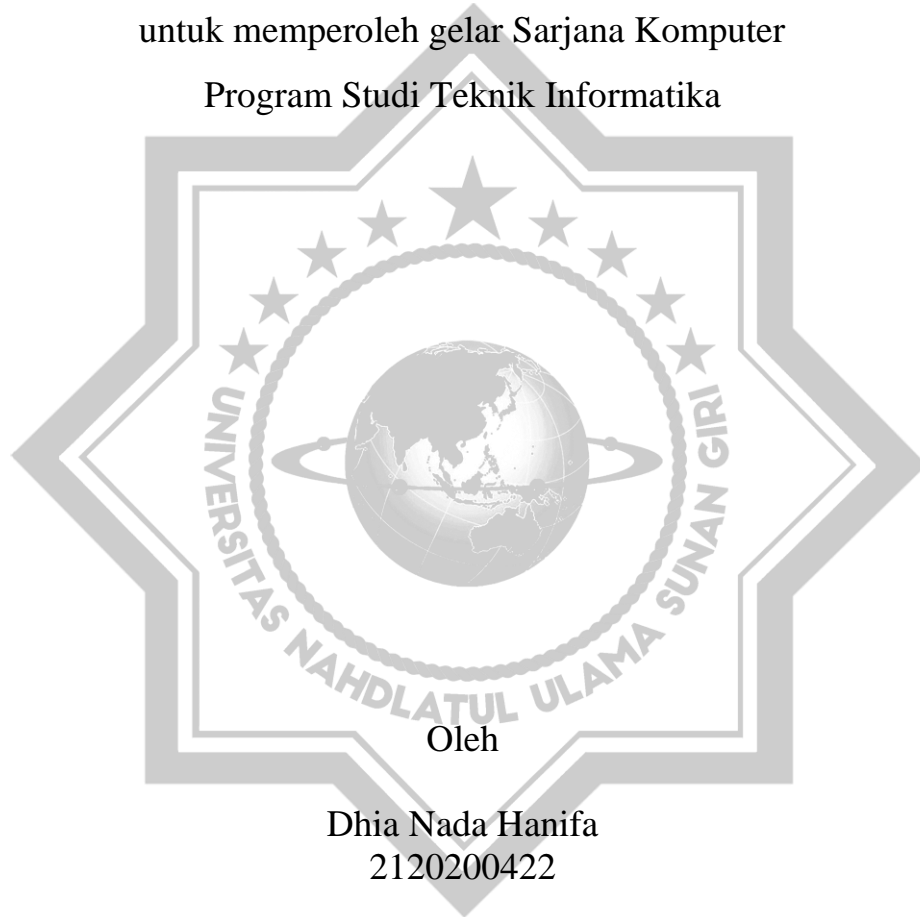 untuk memperoleh gelar Sarjana Komputer
Program Studi Teknik Informatika
UNIVERSITAS NAHDLATUL ULAMA SUNAN GIRI
Oleh
Dhia Nada Hanifa
2120200422